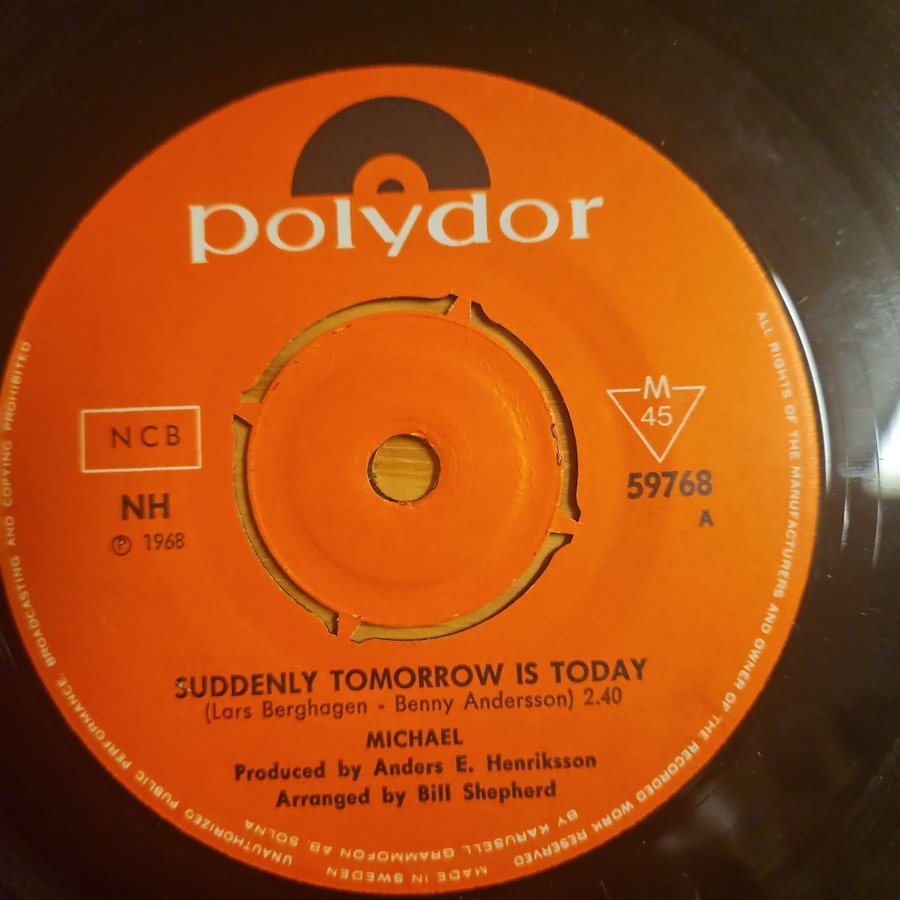 polydor
NCB
NH
℗ 1968
M
45
59768
A
SUDDENLY TOMORROW IS TODAY
(Lars Berghagen - Benny Andersson) 2.40
MICHAEL
Produced by Anders E. Henriksson
Arranged by Bill Shepherd
ALL RIGHTS OF THE MANUFACTURERS AND OWNER OF THE RECORDED WORK RESERVED
UNAUTHORIZED PUBLIC PERFORMANCE, BROADCASTING AND COPYING PROHIBITED
MADE IN SWEDEN
BY KARUSELL GRAMMOFON AB, SOLNA